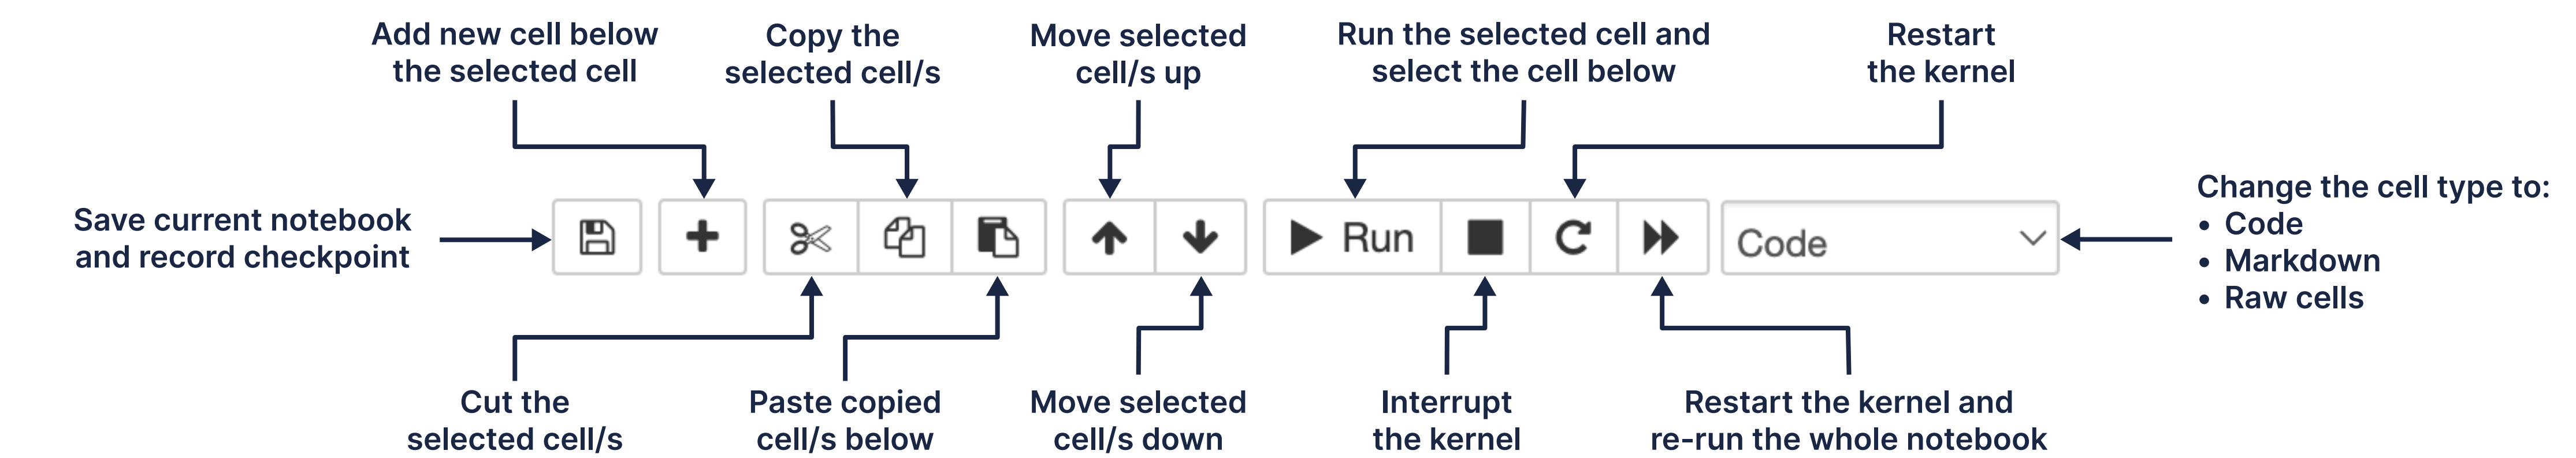 Add new cell below
the selected cell
Copy the
selected cell/s
Move selected
cell/s up
Run the selected cell and
select the cell below
Restart
the kernel
Save current notebook
and record checkpoint
Run
Code
Change the cell type to:
• Code
• Markdown
• Raw cells
Cut the
selected cell/s
Paste copied
cell/s below
Move selected
cell/s down
Interrupt
the kernel
Restart the kernel and
re-run the whole notebook